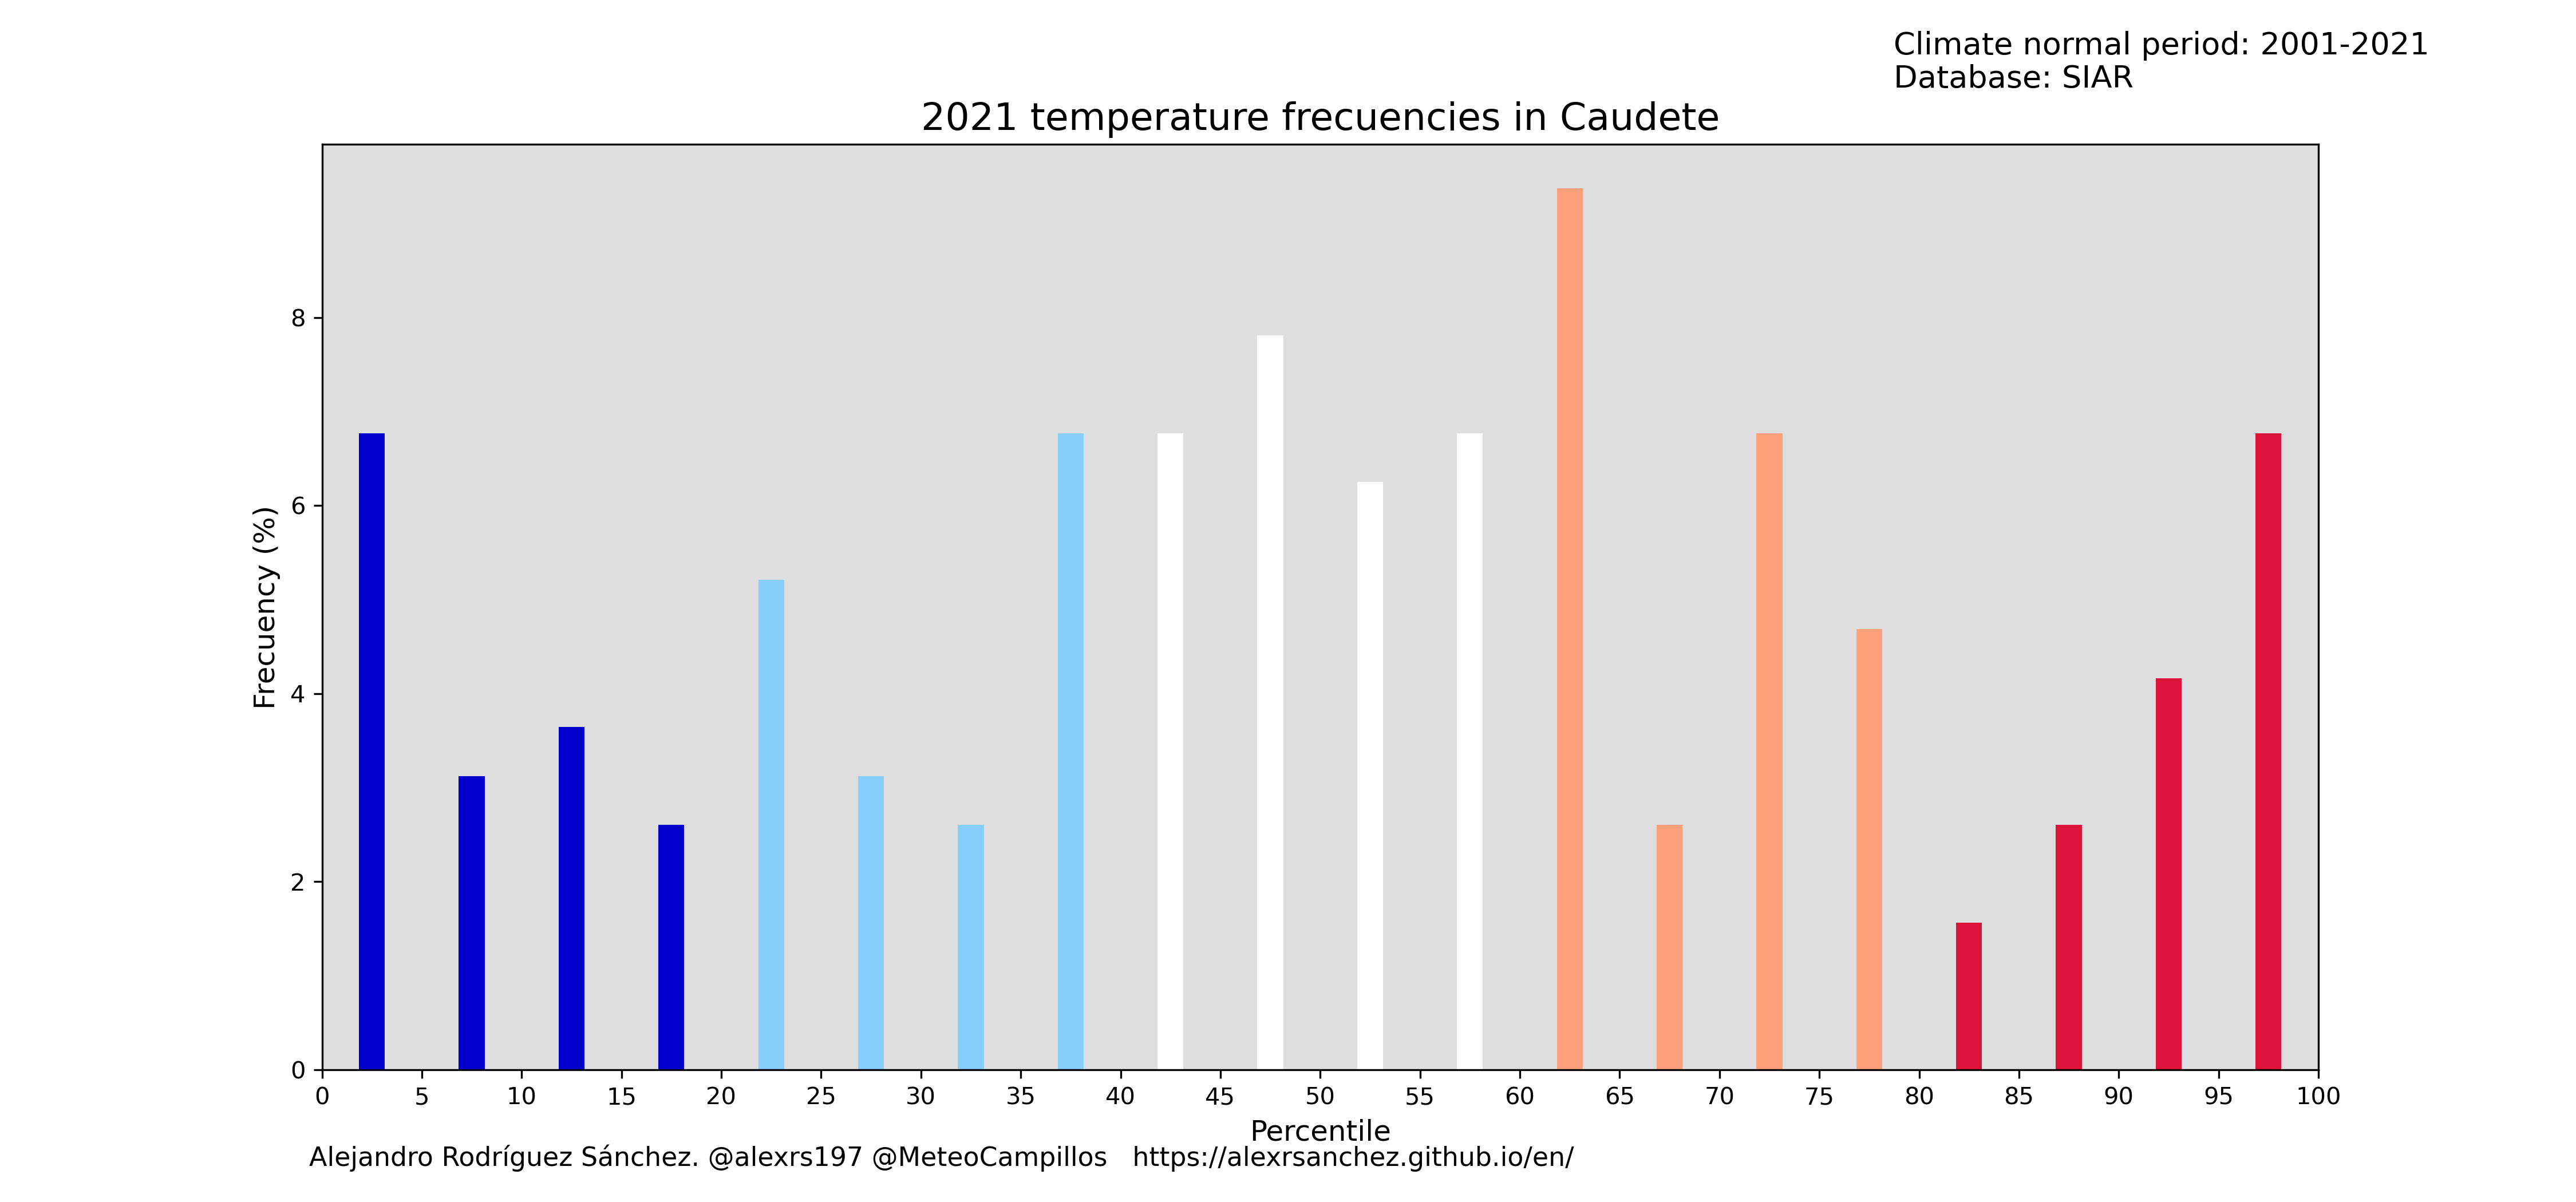 Climate normal period: 2001-2021
Database: SIAR
2021 temperature frecuencies in Caudete
Frecuency (%)
8
6
4
2
0
0 5 10 15 20 25 30 35 40 45 50 55 60 65 70 75 80 85 90 95 100
Percentile
Alejandro Rodríguez Sánchez. @alexrs197 @MeteoCampillos https://alexrsanchez.github.io/en/